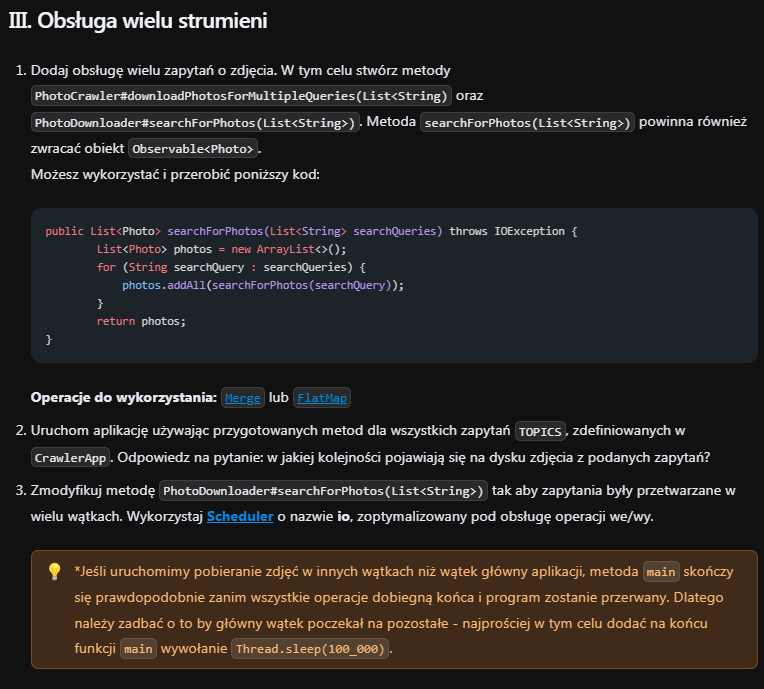 III. Obsługa wielu strumieni
1. Dodaj obsługę wielu zapytań o zdjęcia. W tym celu stwórz metody
PhotoCrawler#downloadPhotosForMultipleQueries(List<String) oraz
PhotoDownloader#searchForPhotos(List<String>). Metoda searchForPhotos(List<String>) powinna również
zwracać obiekt Observable<Photo>.
Możesz wykorzystać i przerobić poniższy kod:
public List<Photo> searchForPhotos(List<String> searchQueries) throws IOException {
        List<Photo> photos = new ArrayList<>();
        for (String searchQuery : searchQueries) {
            photos.addAll(searchForPhotos(searchQuery));
        }
        return photos;
}
Operacje do wykorzystania: Merge lub FlatMap
2. Uruchom aplikację używając przygotowanych metod dla wszystkich zapytań TOPICS, zdefiniowanych w
CrawlerApp. Odpowiedz na pytanie: w jakiej kolejności pojawiają się na dysku zdjęcia z podanych zapytań?
3. Zmodyfikuj metodę PhotoDownloader#searchForPhotos(List<String>) tak aby zapytania były przetwarzane w
wielu wątkach. Wykorzystaj Scheduler o nazwie io, zoptymalizowany pod obsługę operacji we/wy.
💡 *Jeśli uruchomimy pobieranie zdjęć w innych wątkach niż wątek główny aplikacji, metoda main skończy
się prawdopodobnie zanim wszystkie operacje dobiegną końca i program zostanie przerwany. Dlatego
należy zadbać o to by główny wątek poczekał na pozostałe - najprościej w tym celu dodać na końcu
funkcji main wywołanie Thread.sleep(100_000).